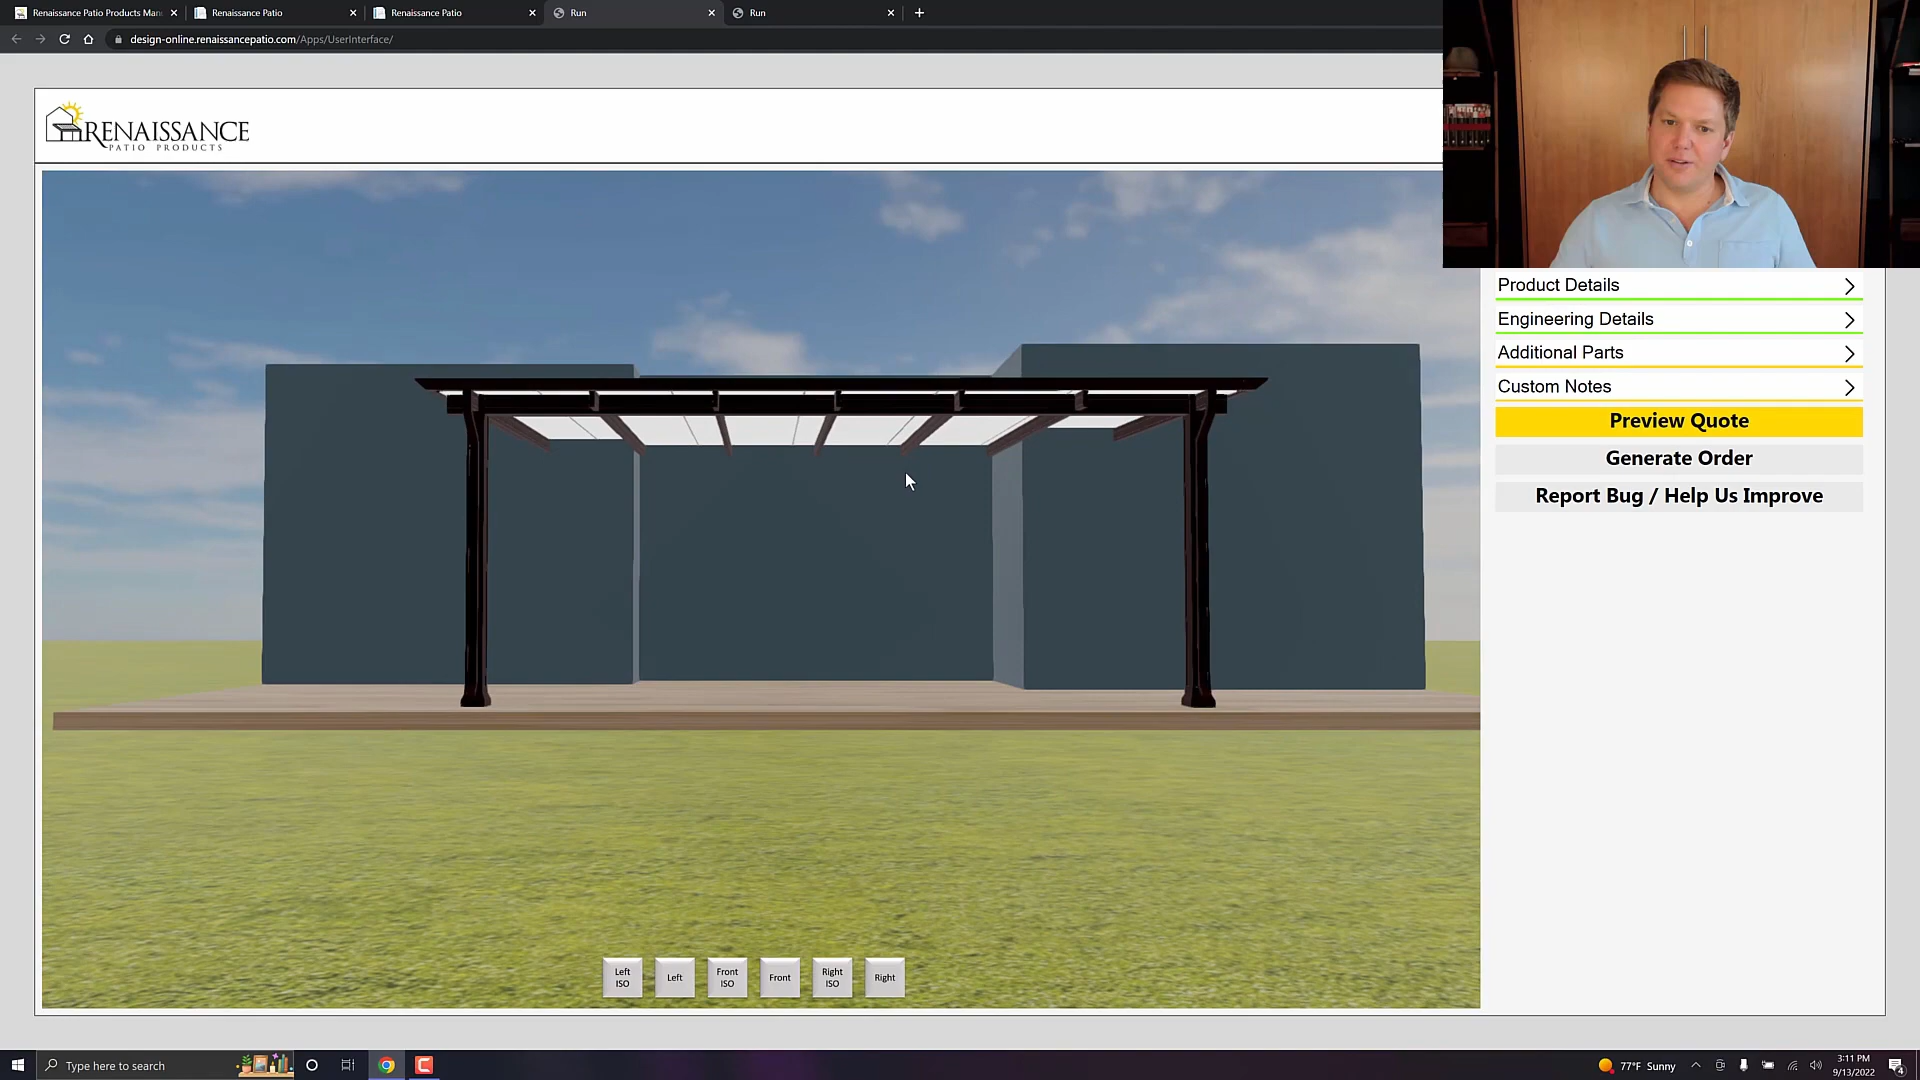 Renaissance Patio Products Man
Renaissance Patio
Renaissance Patio
Run
Run
design-online.renaissancepatio.com/Apps/UserInterface/
RENAISSANCE
PATIO PRODUCTS
Product Details
Engineering Details
Additional Parts
Custom Notes
Preview Quote
Generate Order
Report Bug / Help Us Improve
Left ISO
Left
Front ISO
Front
Right ISO
Right
Type here to search
77°F Sunny
3:11 PM
9/13/2022
4